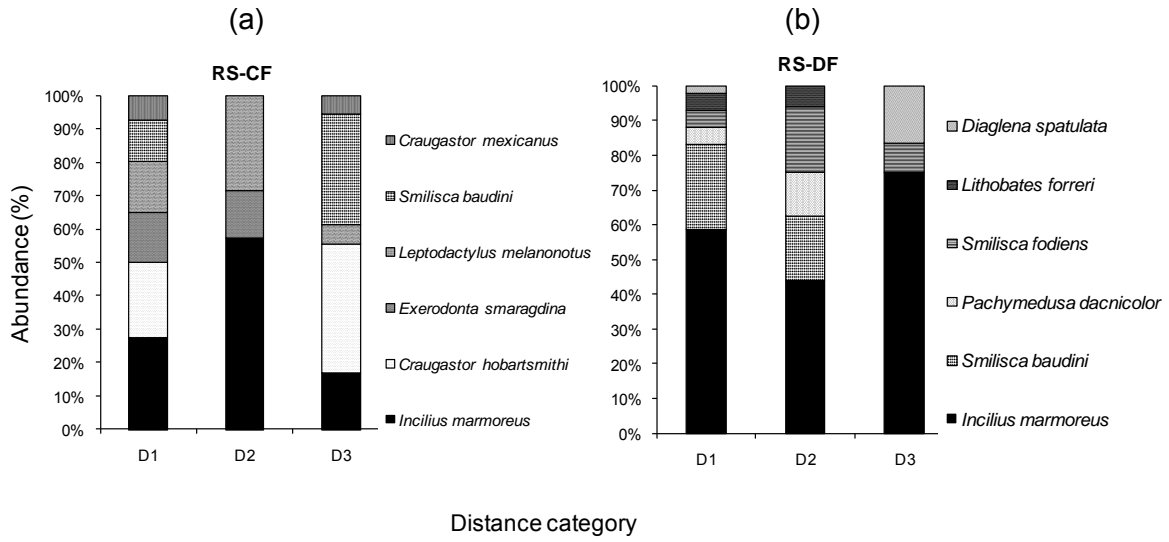 (a)
RS-CF
100%
90%
80%
70%
60%
50%
40%
30%
20%
10%
0%
Abundance (%)
D1 D2 D3
Craugastor mexicanus
Smilisca baudini
Leptodactylus melanonotus
Exerodonta smaragdina
Craugastor hobartsmithi
Incilius marmoreus
(b)
RS-DF
100%
90%
80%
70%
60%
50%
40%
30%
20%
10%
0%
D1 D2 D3
Diaglena spatulata
Lithobates forreri
Smilisca fodiens
Pachymedusa dacnicolor
Smilisca baudini
Incilius marmoreus
Distance category